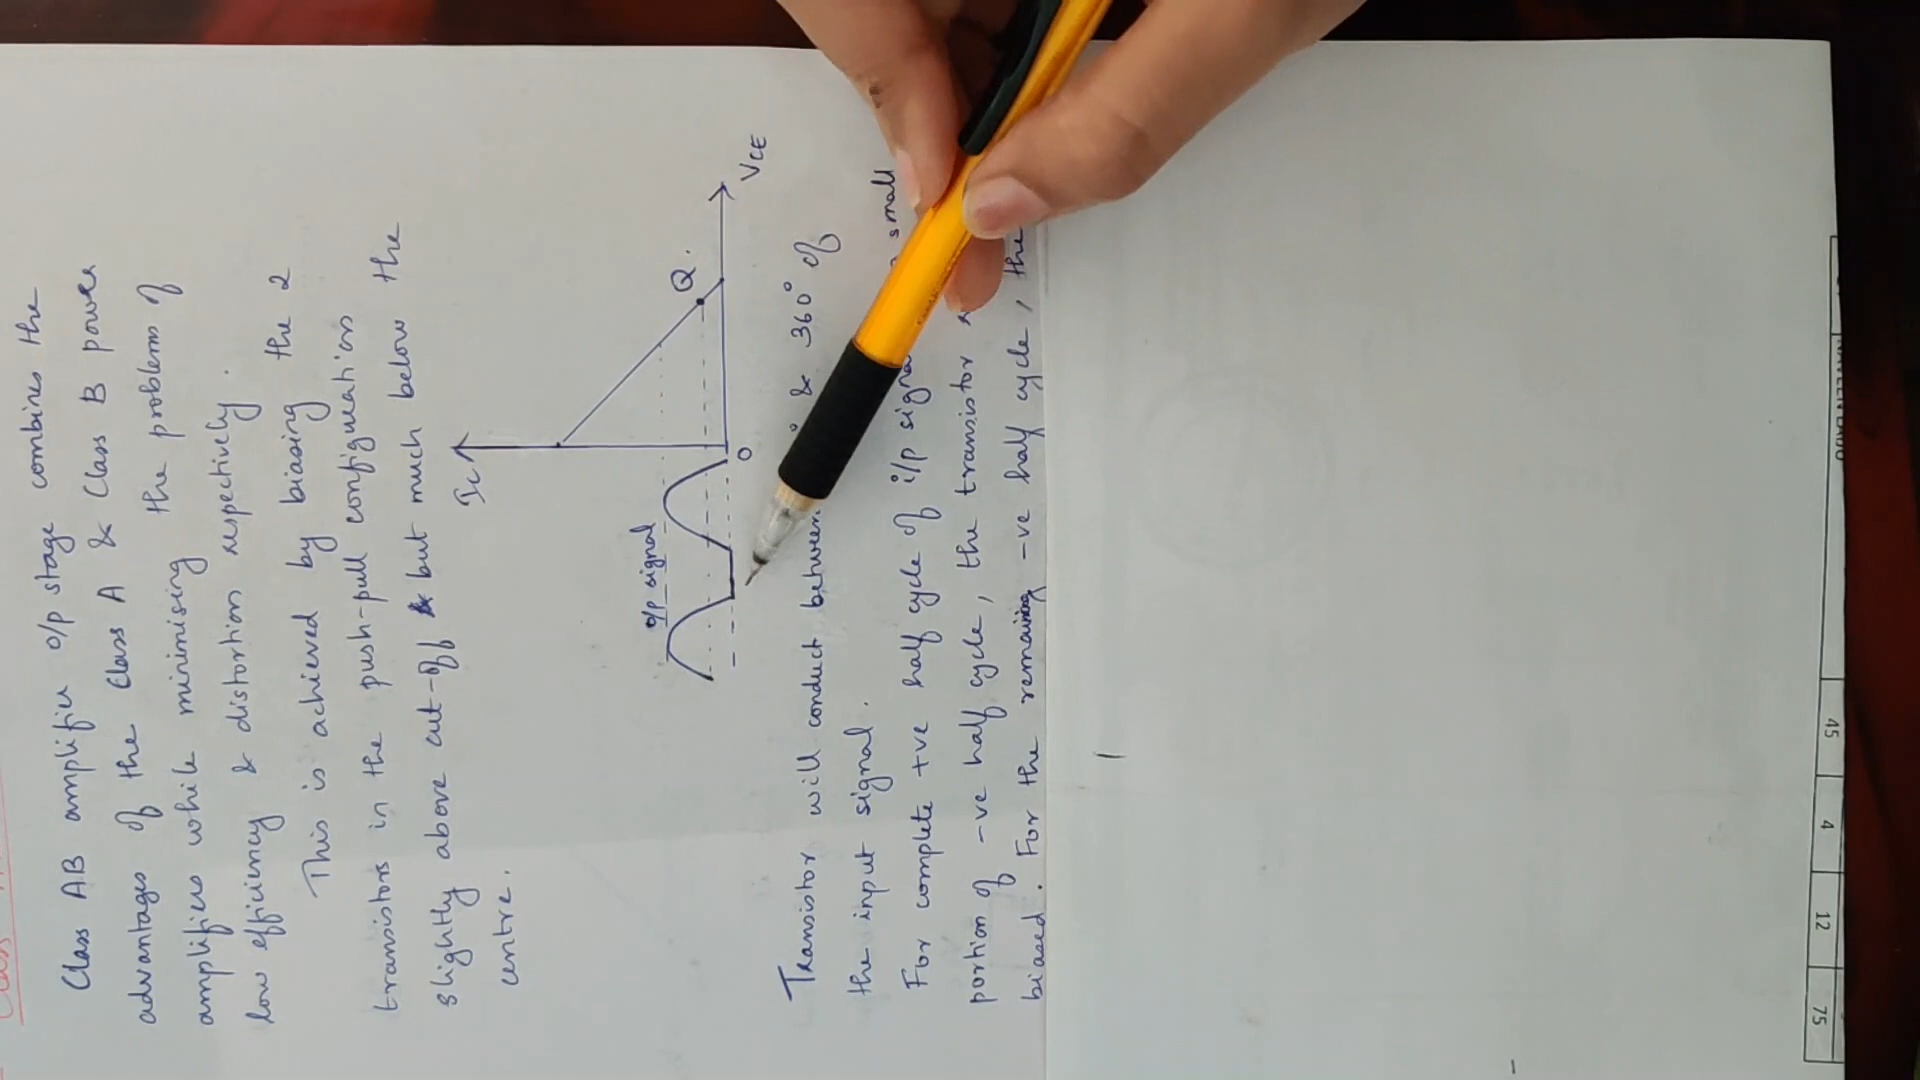 Class AB amplifier o/p stage combines the
advantages of the Class A & Class B power
amplifiers while minimising the problems of
low efficiency & distortion respectively.
This is achieved by biasing the 2
transistors in the push-pull configuration
slightly above cut-off but much below the
centre.
Ic
VCE
Q.
O
o/p signal
Transistor will conduct between & 360° of
the input signal.
For complete +ve half cycle of i/p small
portion of -ve half cycle, the transistor
biased. For the remaining -ve half cycle, the
45
4
12
75